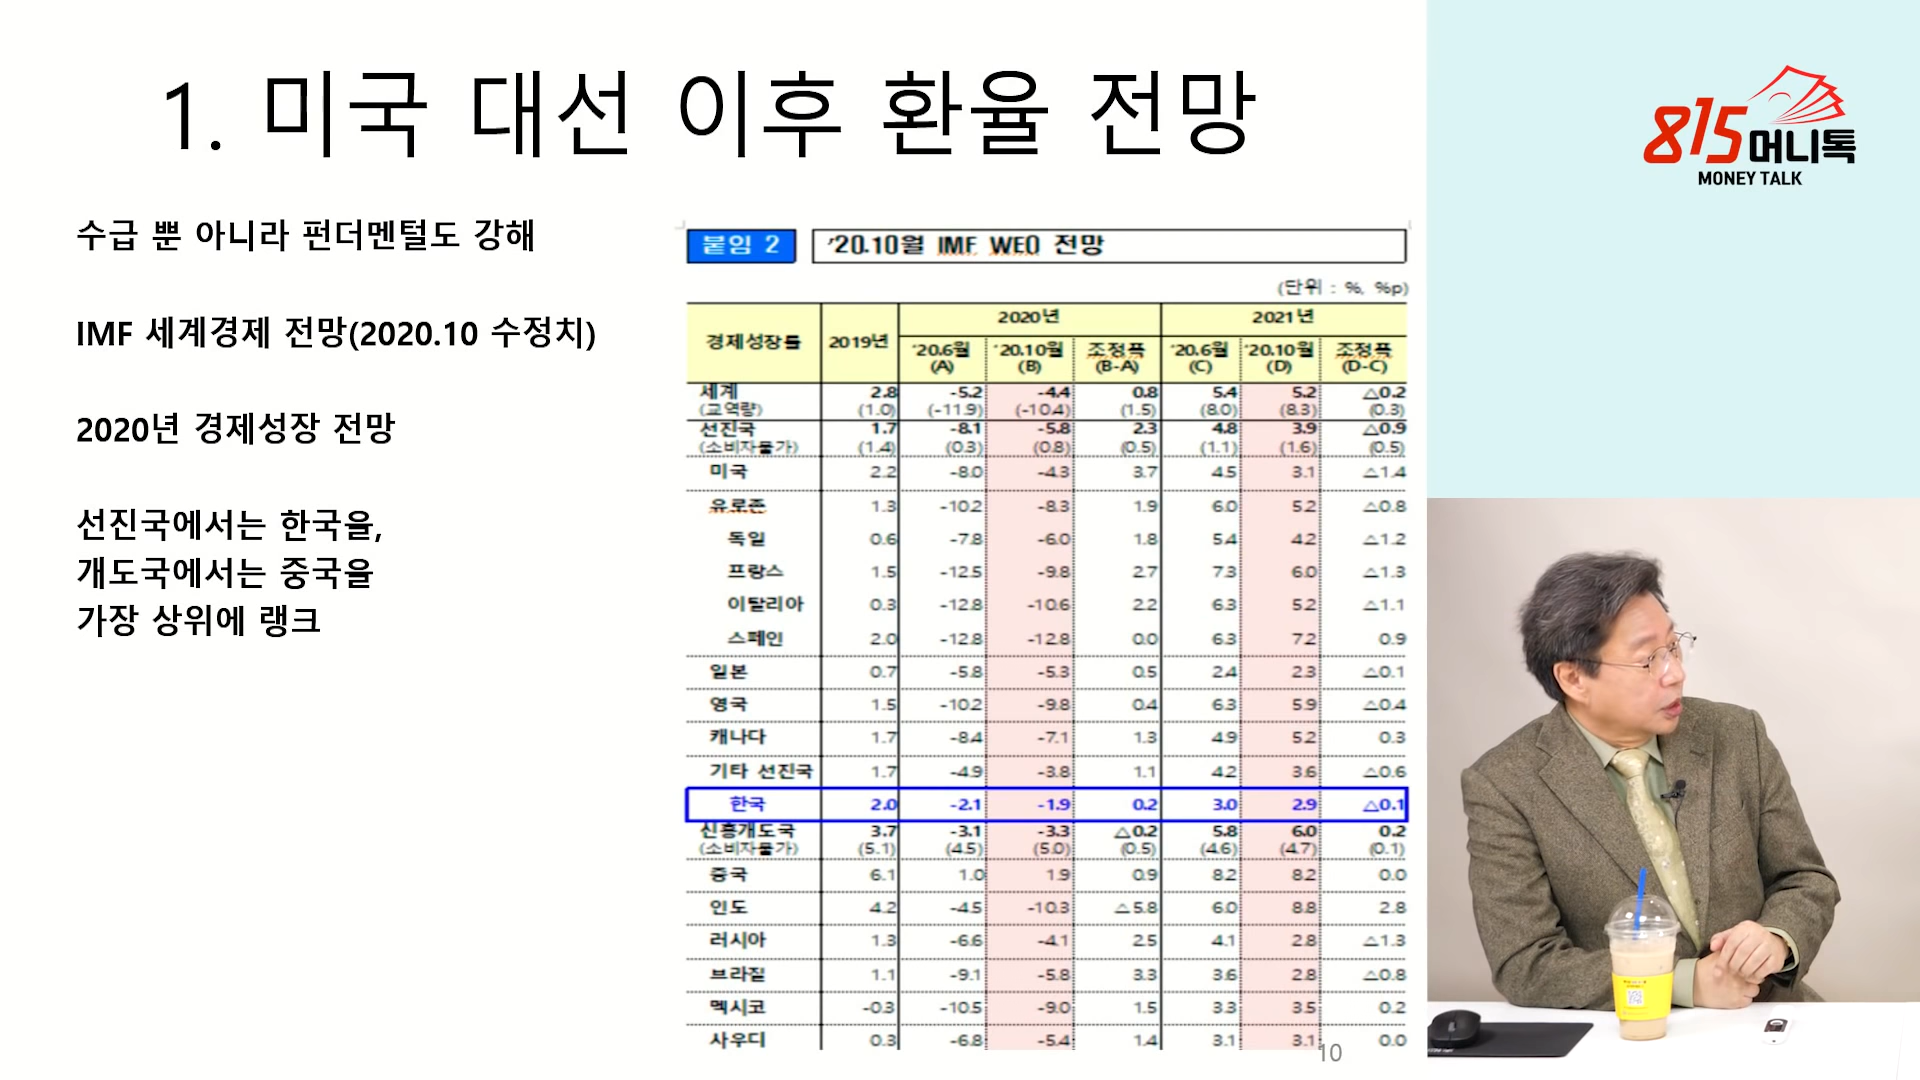 1. 미국 대선 이후 환율 전망
815머니톡
MONEY TALK
수급 뿐 아니라 펀더멘털도 강해
IMF 세계경제 전망(2020.10 수정치)
2020년 경제성장 전망
선진국에서는 한국을,
개도국에서는 중국을
가장 상위에 랭크
붙임 2 '20.10월 IMF WEO 전망
(단위 : %, %p)
2020년 2021년
경제성장률 2019년 '20.6월 '20.10월 조정폭 '20.6월 '20.10월 조정폭
(A) (B) (B-A) (C) (D) (D-C)
세계 2.8 -5.2 -4.4 0.8 5.4 5.2 △0.2
(교역량) (1.0) (-11.9) (-10.4) (1.5) (8.0) (8.3) (0.3)
선진국 1.7 -8.1 -5.8 2.3 4.8 3.9 △0.9
(소비자물가) (1.4) (0.3) (0.8) (0.5) (1.1) (1.6) (0.5)
미국 2.2 -8.0 -4.3 3.7 4.5 3.1 △1.4
유로존 1.3 -10.2 -8.3 1.9 6.0 5.2 △0.8
독일 0.6 -7.8 -6.0 1.8 5.4 4.2 △1.2
프랑스 1.5 -12.5 -9.8 2.7 7.3 6.0 △1.3
이탈리아 0.3 -12.8 -10.6 2.2 6.3 5.2 △1.1
스페인 2.0 -12.8 -12.8 0.0 6.3 7.2 0.9
일본 0.7 -5.8 -5.3 0.5 2.4 2.3 △0.1
영국 1.5 -10.2 -9.8 0.4 6.3 5.9 △0.4
캐나다 1.7 -8.4 -7.1 1.3 4.9 5.2 0.3
기타 선진국 1.7 -4.9 -3.8 1.1 4.2 3.6 △0.6
한국 2.0 -2.1 -1.9 0.2 3.0 2.9 △0.1
신흥개도국 3.7 -3.1 -3.3 △0.2 5.8 6.0 0.2
(소비자물가) (5.1) (4.5) (5.0) (0.5) (4.6) (4.7) (0.1)
중국 6.1 1.0 1.9 0.9 8.2 8.2 0.0
인도 4.2 -4.5 -10.3 △5.8 6.0 8.8 2.8
러시아 1.3 -6.6 -4.1 2.5 4.1 2.8 △1.3
브라질 1.1 -9.1 -5.8 3.3 3.6 2.8 △0.8
멕시코 -0.3 -10.5 -9.0 1.5 3.3 3.5 0.2
사우디 0.3 -6.8 -5.4 1.4 3.1 3.1 0.0
10